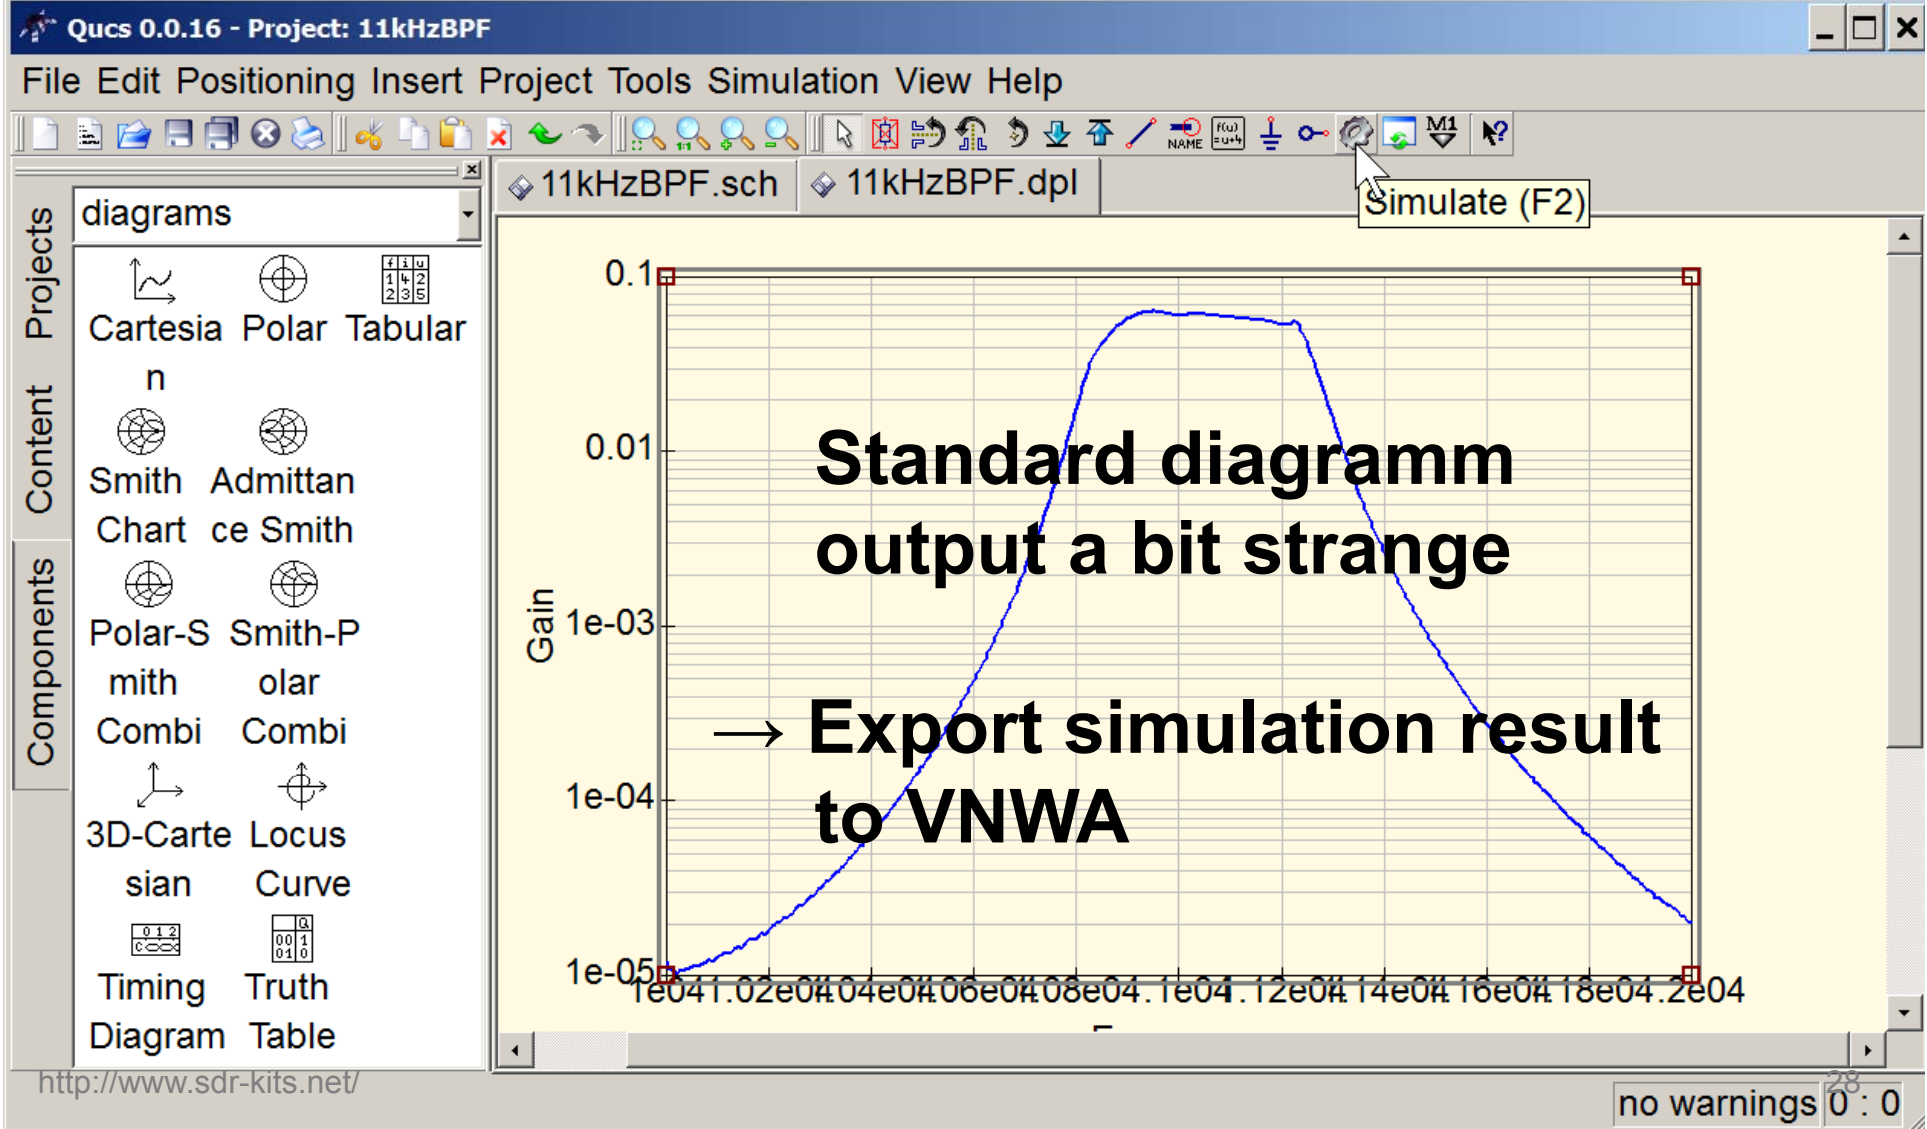 Qucs 0.0.16 - Project: 11kHzBPF
File Edit Positioning Insert Project Tools Simulation View Help
NAME
f(u)
=u+4
M1
1:1
11kHzBPF.sch
11kHzBPF.dpl
Simulate (F2)
Projects
Content
Components
diagrams
Cartesia
n
Polar
Tabular
Smith
Chart
Admittan
ce Smith
Polar-S
mith
Combi
Smith-P
olar
Combi
3D-Carte
sian
Locus
Curve
Timing
Diagram
Truth
Table
0.1
0.01
1e-03
1e-04
1e-05
Gain
Standard diagramm
output a bit strange
→ Export simulation result
to VNWA
http://www.sdr-kits.net/
28
no warnings 0 : 0